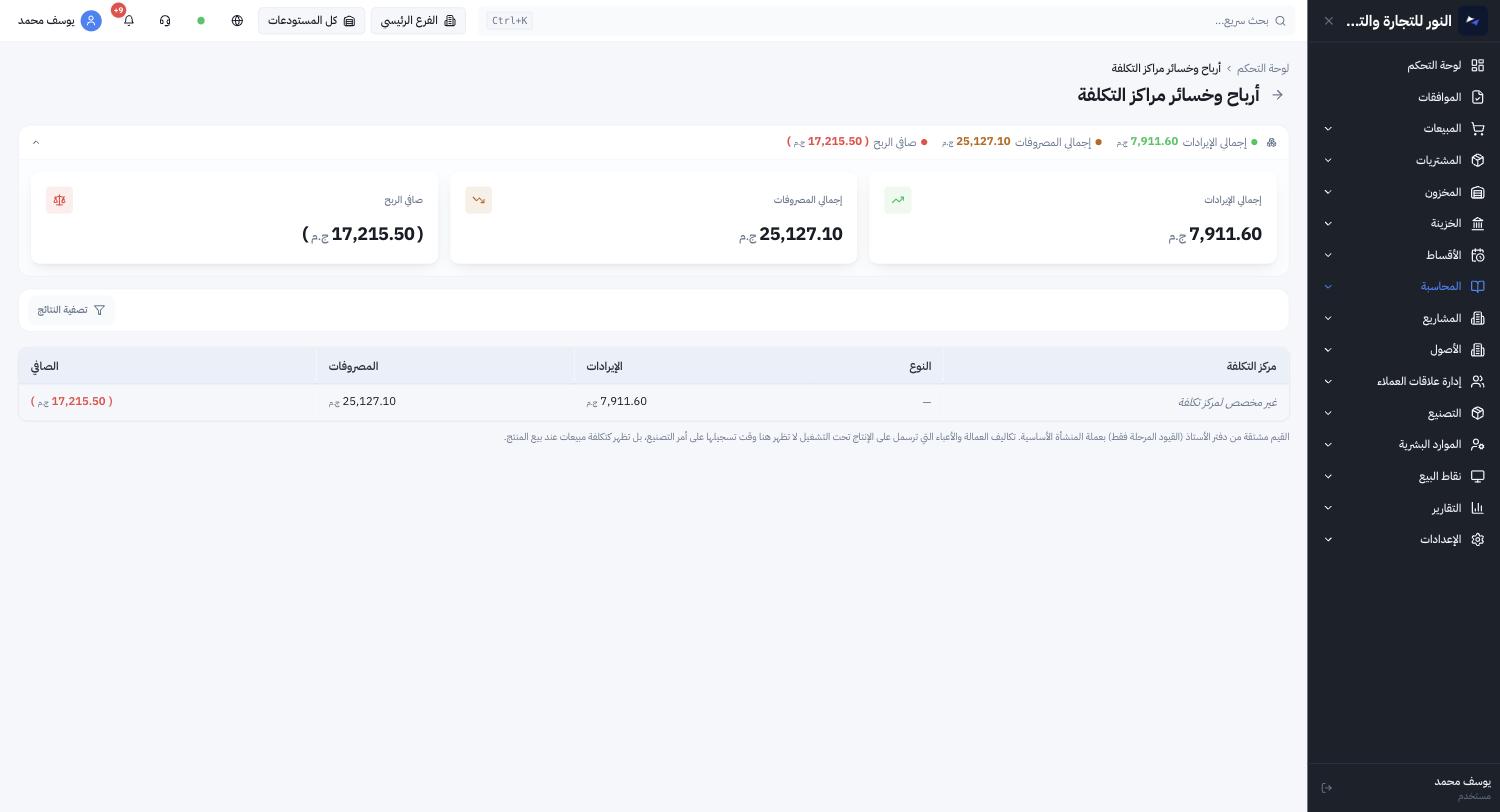 النور للتجارة والتـ...
لوحة التحكم
الموافقات
المبيعات
المشتريات
المخزون
الخزينة
الأقساط
المحاسبة
المشاريع
الأصول
إدارة علاقات العملاء
التصنيع
الموارد البشرية
نقاط البيع
التقارير
الإعدادات
يوسف محمد
مستخدم
بحث سريع... Ctrl+K
الفرع الرئيسي
كل المستودعات
+9
يوسف محمد
لوحة التحكم › أرباح وخسائر مراكز التكلفة
أرباح وخسائر مراكز التكلفة
إجمالي الإيرادات 7,911.60 ج.م إجمالي المصروفات 25,127.10 ج.م صافي الربح ( 17,215.50 ج.م )
إجمالي الإيرادات
7,911.60 ج.م
إجمالي المصروفات
25,127.10 ج.م
صافي الربح
( 17,215.50 ج.م )
تصفية النتائج
مركز التكلفة النوع الإيرادات المصروفات الصافي
غير مخصص لمركز تكلفة — 7,911.60 ج.م 25,127.10 ج.م ( 17,215.50 ج.م )
القيم مشتقة من دفتر الأستاذ (القيود المرحلة فقط) بعملة المنشأة الأساسية. تكاليف العمالة والأعباء التي ترسمل على الإنتاج تحت التشغيل لا تظهر هنا وقت تسجيلها على أمر التصنيع، بل تظهر كتكلفة مبيعات عند بيع المنتج.